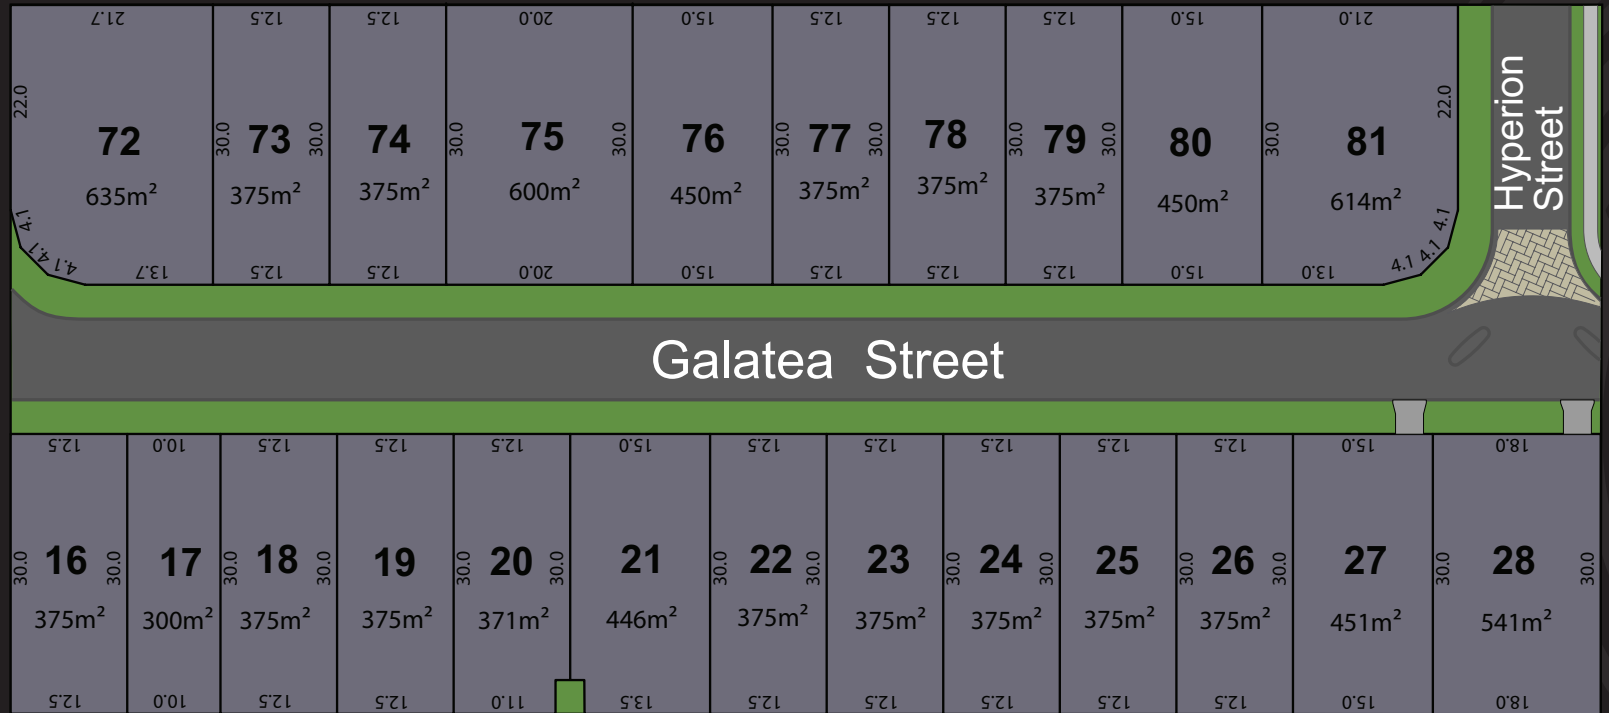 21.7 12.5 12.5 20.0 15.0 12.5 12.5 12.5 15.0 21.0
22.0 30.0 30.0 30.0 30.0 30.0 30.0 30.0 30.0 30.0 22.0
72 73 74 75 76 77 78 79 80 81
635m² 375m² 375m² 600m² 450m² 375m² 375m² 375m² 450m² 614m²
4.1 4.1 4.1 13.7 12.5 12.5 20.0 15.0 12.5 12.5 12.5 15.0 13.0 4.1 4.1 4.1
Hyperion
Street
Galatea Street
12.5 10.0 12.5 12.5 12.5 15.0 12.5 12.5 12.5 12.5 12.5 15.0 18.0
30.0 16 30.0 17 30.0 18 30.0 19 30.0 20 30.0 21 30.0 22 30.0 23 30.0 24 30.0 25 30.0 26 30.0 27 30.0 28 30.0
375m² 300m² 375m² 375m² 371m² 446m² 375m² 375m² 375m² 375m² 375m² 451m² 541m²
12.5 10.0 12.5 12.5 11.0 13.5 12.5 12.5 12.5 12.5 12.5 15.0 18.0